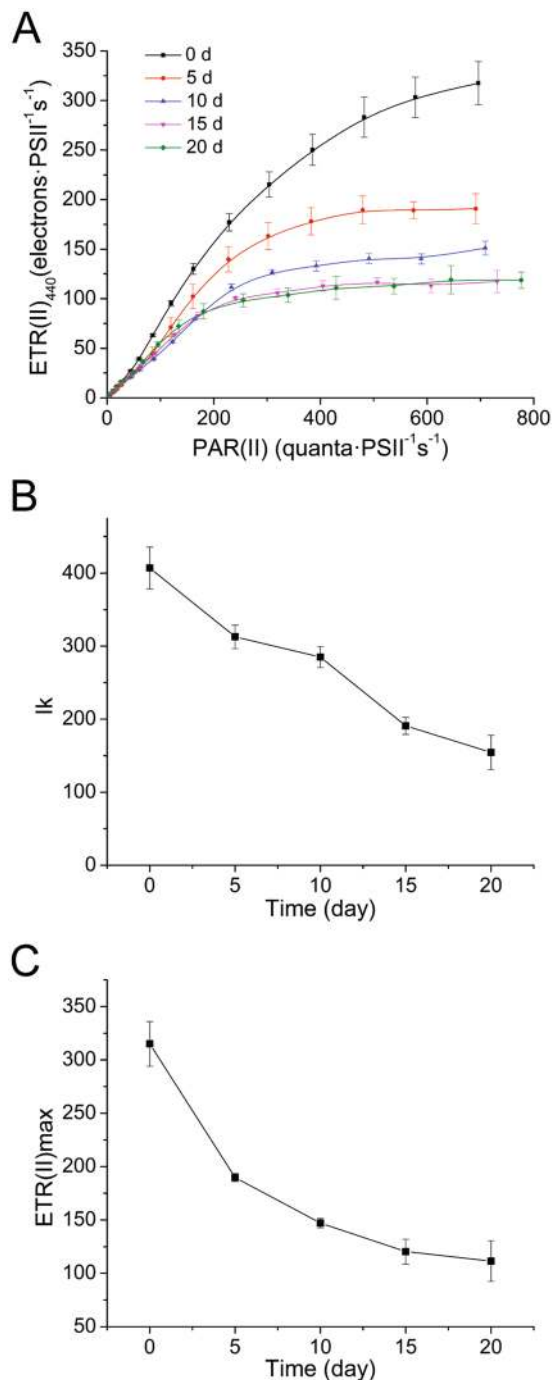 A
0 d
5 d
10 d
15 d
20 d
350
300
250
200
150
100
50
0
ETR(II)440(electrons·PSII-1s-1)
0 200 400 600 800
PAR(II) (quanta·PSII-1s-1)
B
400
300
200
100
0
Ik
0 5 10 15 20
Time (day)
C
350
300
250
200
150
100
50
ETR(II)max
0 5 10 15 20
Time (day)